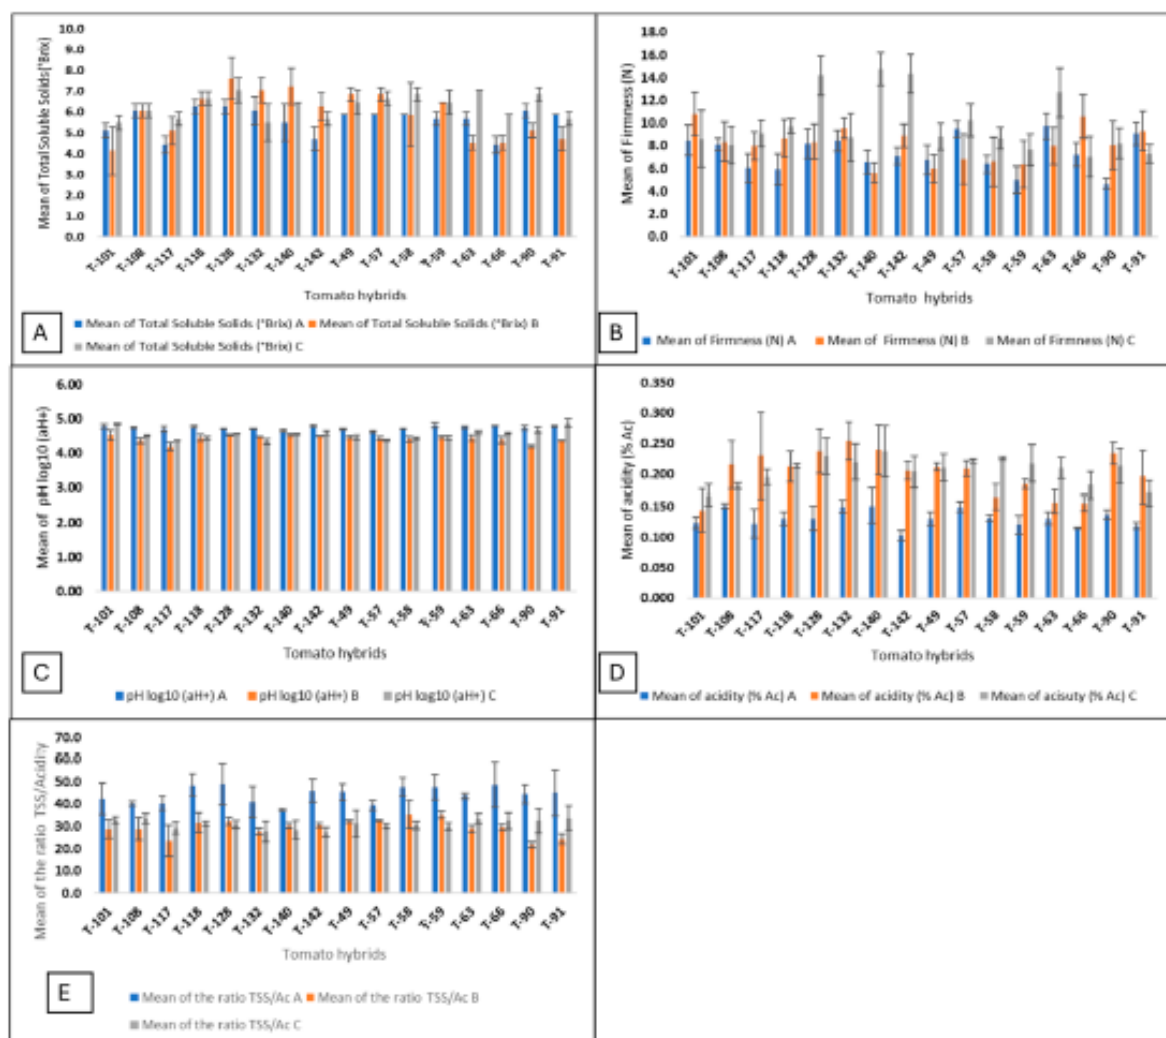 Mean of Total Soluble Solids(°Brix)
10.0
9.0
8.0
7.0
6.0
5.0
4.0
3.0
2.0
1.0
0.0
T-101 T-108 T-117 T-118 T-128 T-132 T-140 T-142 T-49 T-57 T-58 T-59 T-63 T-66 T-90 T-91
Tomato hybrids
A
Mean of Total Soluble Solids (°Brix) A Mean of Total Soluble Solids (°Brix) B
Mean of Total Soluble Solids (°Brix) C
Mean of Firmness (N)
18.0
16.0
14.0
12.0
10.0
8.0
6.0
4.0
2.0
0.0
T-101 T-108 T-117 T-118 T-128 T-132 T-140 T-142 T-49 T-57 T-58 T-59 T-63 T-66 T-90 T-91
Tomato hybrids
B
Mean of Firmness (N) A Mean of Firmness (N) B Mean of Firmness (N) C
Mean of pH log10 (aH+)
6.00
5.00
4.00
3.00
2.00
1.00
0.00
T-101 T-108 T-117 T-118 T-128 T-132 T-140 T-142 T-49 T-57 T-58 T-59 T-63 T-66 T-90 T-91
Tomato hybrids
C
pH log10 (aH+) A pH log10 (aH+) B pH log10 (aH+) C
Mean of acidity (% Ac)
0.350
0.300
0.250
0.200
0.150
0.100
0.050
0.000
T-101 T-108 T-117 T-118 T-128 T-132 T-140 T-142 T-49 T-57 T-58 T-59 T-63 T-66 T-90 T-91
Tomato hybrids
D
Mean of acidity (% Ac) A Mean of acidity (% Ac) B Mean of acisuty (% Ac) C
Mean of the ratio TSS/Acidity
70.0
60.0
50.0
40.0
30.0
20.0
10.0
0.0
T-101 T-108 T-117 T-118 T-128 T-132 T-140 T-142 T-49 T-57 T-58 T-59 T-63 T-66 T-90 T-91
Tomato hybrids
E
Mean of the ratio TSS/Ac A Mean of the ratio TSS/Ac B
Mean of the ratio TSS/Ac C